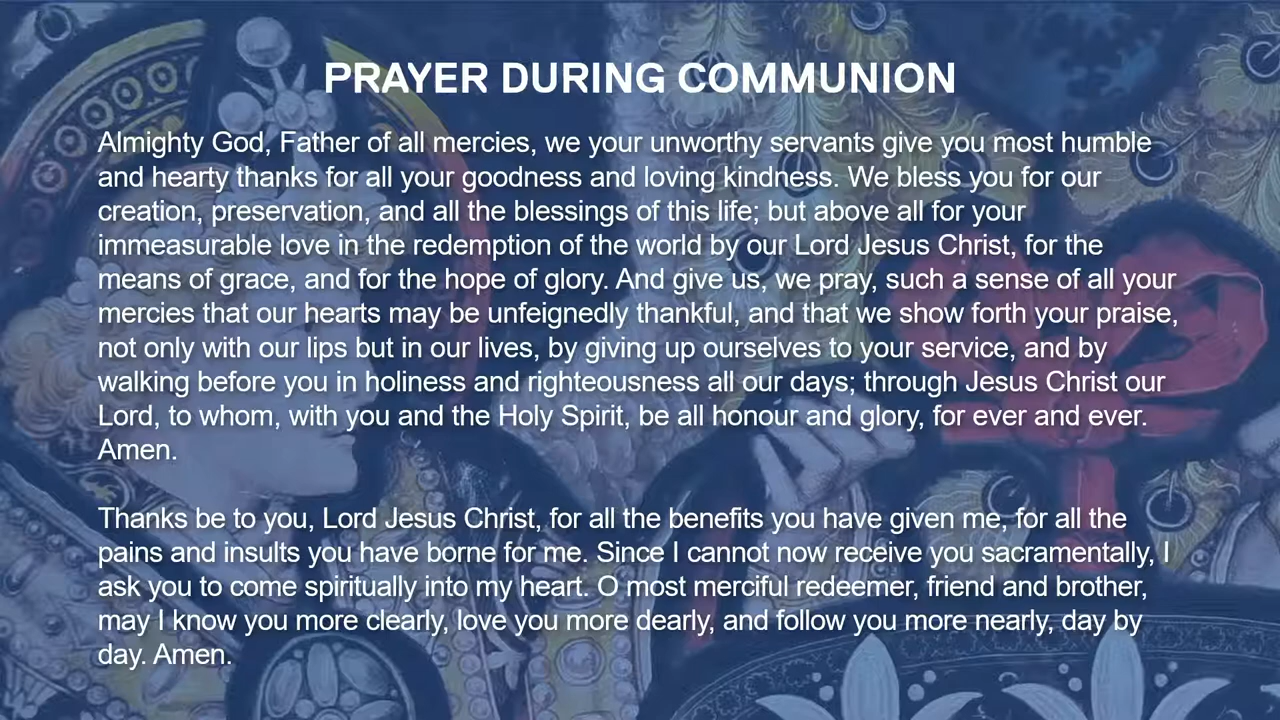 PRAYER DURING COMMUNION
Almighty God, Father of all mercies, we your unworthy servants give you most humble
and hearty thanks for all your goodness and loving kindness. We bless you for our
creation, preservation, and all the blessings of this life; but above all for your
immeasurable love in the redemption of the world by our Lord Jesus Christ, for the
means of grace, and for the hope of glory. And give us, we pray, such a sense of all your
mercies that our hearts may be unfeignedly thankful, and that we show forth your praise,
not only with our lips but in our lives, by giving up ourselves to your service, and by
walking before you in holiness and righteousness all our days; through Jesus Christ our
Lord, to whom, with you and the Holy Spirit, be all honour and glory, for ever and ever.
Amen.
Thanks be to you, Lord Jesus Christ, for all the benefits you have given me, for all the
pains and insults you have borne for me. Since I cannot now receive you sacramentally, I
ask you to come spiritually into my heart. O most merciful redeemer, friend and brother,
may I know you more clearly, love you more dearly, and follow you more nearly, day by
day. Amen.